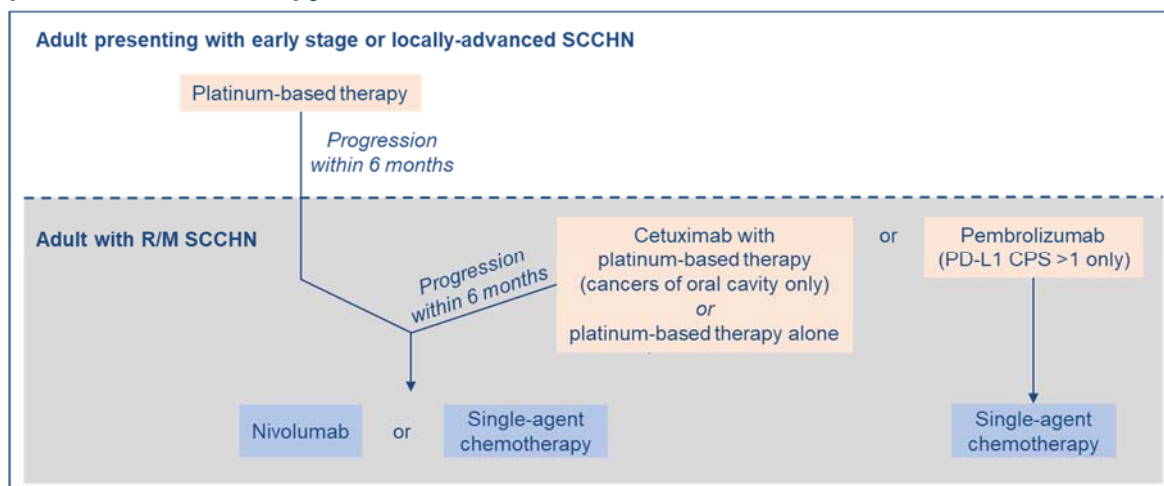 Adult presenting with early stage or locally-advanced SCCHN
Platinum-based therapy
Progression
within 6 months
Adult with R/M SCCHN
Progression
within 6 months
Cetuximab with
platinum-based therapy
(cancers of oral cavity only)
or
platinum-based therapy alone
or
Pembrolizumab
(PD-L1 CPS >1 only)
Nivolumab
or
Single-agent
chemotherapy
Single-agent
chemotherapy